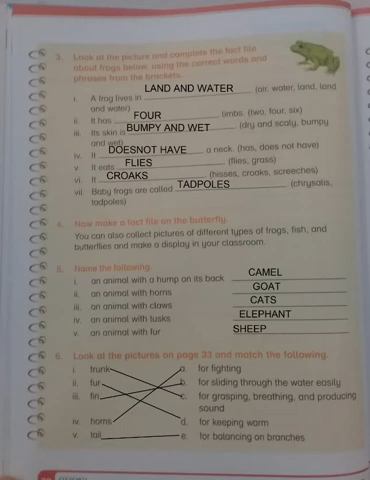 3. Look at the picture and complete the fact file
about frogs below, using the correct words and
phrases from the brackets.
i. A frog lives in LAND AND WATER (air, water, land, land
and water)
ii. It has FOUR limbs. (two, four, six)
iii. Its skin is BUMPY AND WET (dry and scaly, bumpy
and wet)
iv. It DOESNOT HAVE a neck. (has, does not have)
v. It eats FLIES (flies, grass)
vi. It CROAKS (hisses, croaks, screeches)
vii. Baby frogs are called TADPOLES (chrysalis,
tadpoles)
4. Now make a fact file on the butterfly.
You can also collect pictures of different types of frogs, fish, and
butterflies and make a display in your classroom.
5. Name the following.
i. an animal with a hump on its back CAMEL
ii. an animal with horns GOAT
iii. an animal with claws CATS
iv. an animal with tusks ELEPHANT
v. an animal with fur SHEEP
6. Look at the pictures on page 33 and match the following.
i. trunk a. for fighting
ii. fur b. for sliding through the water easily
iii. fin c. for grasping, breathing, and producing
sound
iv. horns d. for keeping warm
v. tail e. for balancing on branches
OXFORD